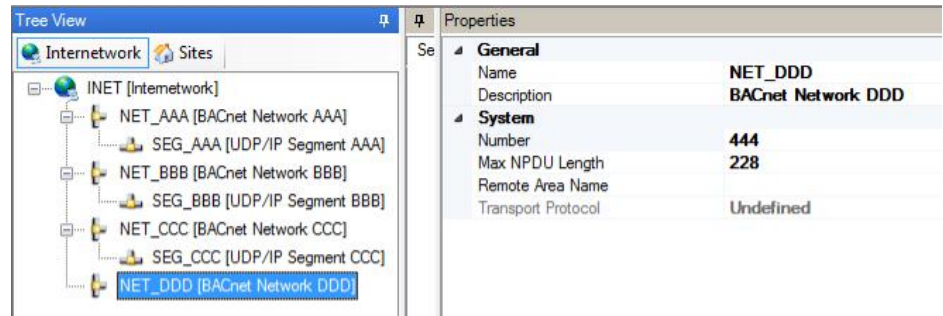 Tree View
Internetwork Sites
INET [Internetwork]
NET_AAA [BACnet Network AAA]
SEG_AAA [UDP/IP Segment AAA]
NET_BBB [BACnet Network BBB]
SEG_BBB [UDP/IP Segment BBB]
NET_CCC [BACnet Network CCC]
SEG_CCC [UDP/IP Segment CCC]
NET_DDD [BACnet Network DDD]
Se
Properties
General
Name NET_DDD
Description BACnet Network DDD
System
Number 444
Max NPDU Length 228
Remote Area Name
Transport Protocol Undefined